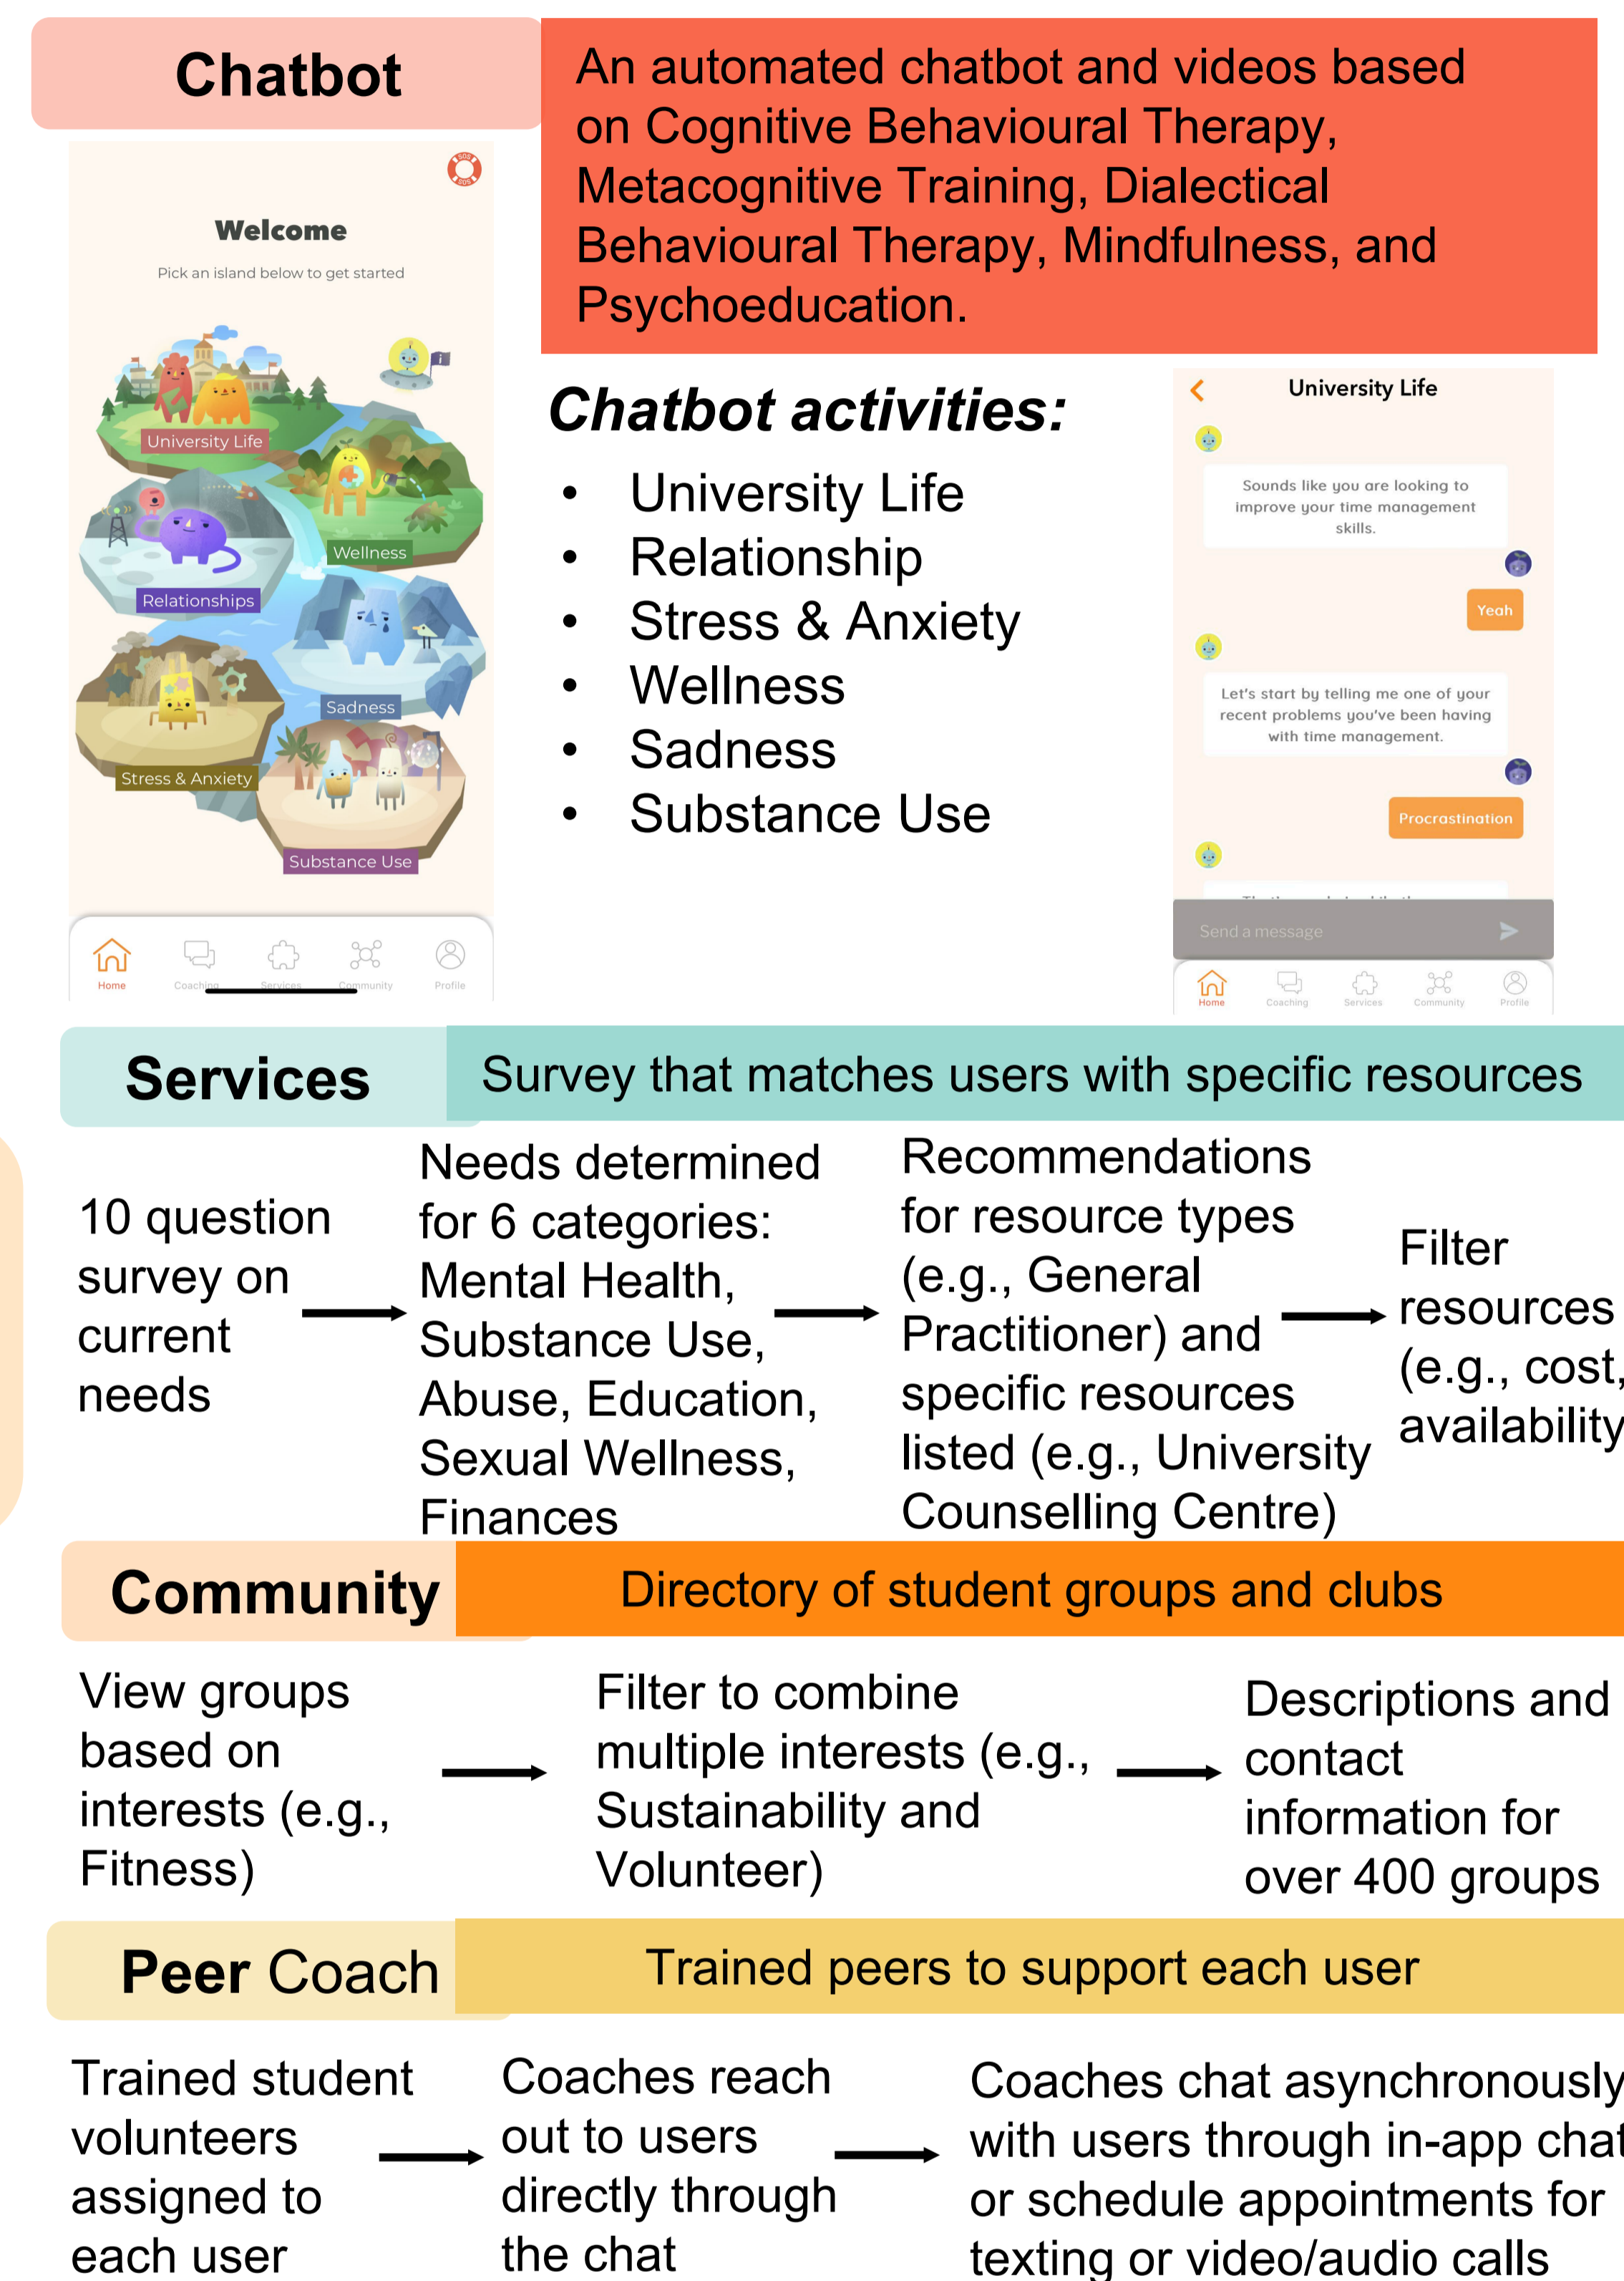 Chatbot
An automated chatbot and videos based
on Cognitive Behavioural Therapy,
Metacognitive Training, Dialectical
Behavioural Therapy, Mindfulness, and
Psychoeducation.
SOS
SOS
Welcome
Pick an island below to get started
University Life
Wellness
Relationships
Sadness
Stress & Anxiety
Substance Use
Home
Coaching
Services
Community
Profile
Chatbot activities:
• University Life
• Relationship
• Stress & Anxiety
• Wellness
• Sadness
• Substance Use
University Life
Sounds like you are looking to
improve your time management
skills.
Yeah
Let's start by telling me one of your
recent problems you've been having
with time management.
Procrastination
Send a message
Home
Coaching
Services
Community
Profile
Services
Survey that matches users with specific resources
10 question
survey on
current
needs
Needs determined
for 6 categories:
Mental Health,
Substance Use,
Abuse, Education,
Sexual Wellness,
Finances
Recommendations
for resource types
(e.g., General
Practitioner) and
specific resources
listed (e.g., University
Counselling Centre)
Filter
resources
(e.g., cost,
availability
Community
Directory of student groups and clubs
View groups
based on
interests (e.g.,
Fitness)
Filter to combine
multiple interests (e.g.,
Sustainability and
Volunteer)
Descriptions and
contact
information for
over 400 groups
Peer Coach
Trained peers to support each user
Trained student
volunteers
assigned to
each user
Coaches reach
out to users
directly through
the chat
Coaches chat asynchronously
with users through in-app chat
or schedule appointments for
texting or video/audio calls